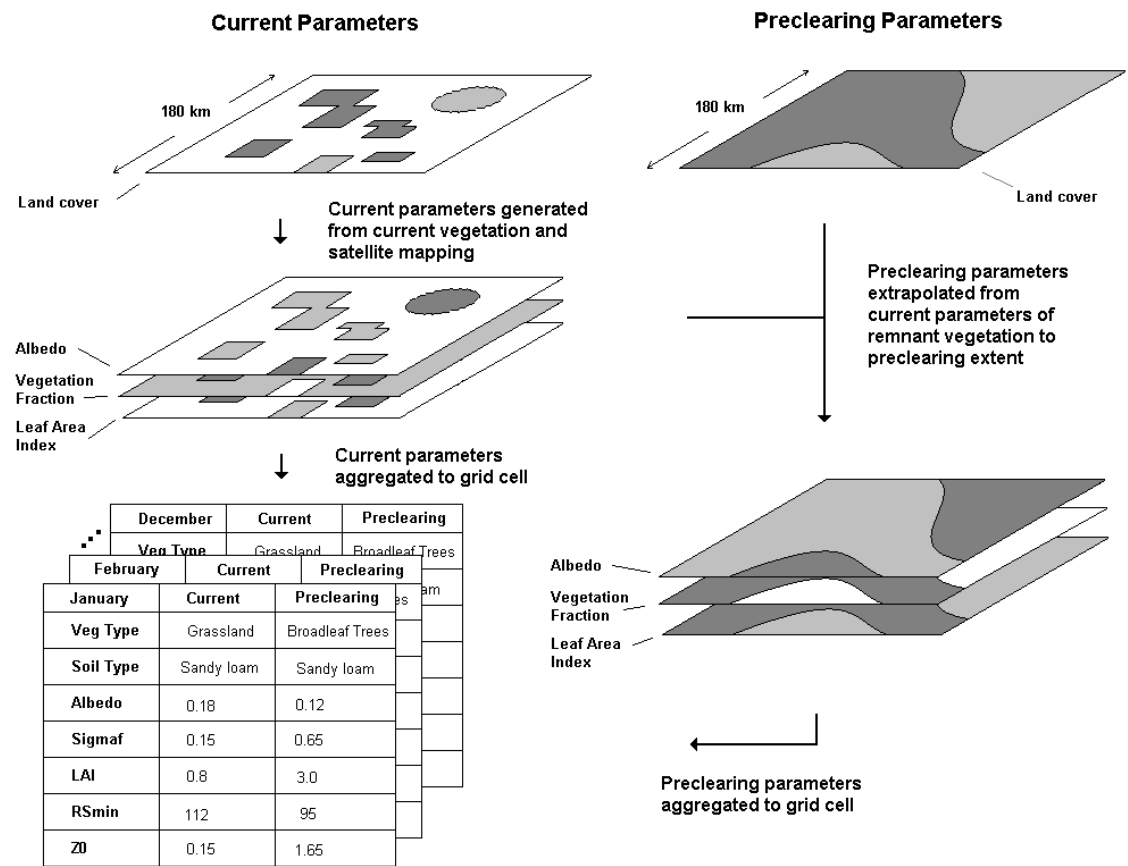 Current Parameters
Preclearing Parameters
180 km
Land cover
180 km
Land cover
Current parameters generated
from current vegetation and
satellite mapping
Preclearing parameters
extrapolated from
current parameters of
remnant vegetation to
preclearing extent
Albedo
Vegetation
Fraction
Leaf Area
Index
Current parameters
aggregated to grid cell
Albedo
Vegetation
Fraction
Leaf Area
Index
Preclearing parameters
aggregated to grid cell
December Current Preclearing
Veg Type Grassland Broadleaf Trees
February Current Preclearing
January Current Preclearing
Veg Type Grassland Broadleaf Trees
Soil Type Sandy loam Sandy loam
Albedo 0.18 0.12
Sigmaf 0.15 0.65
LAI 0.8 3.0
RSmin 112 95
Z0 0.15 1.65